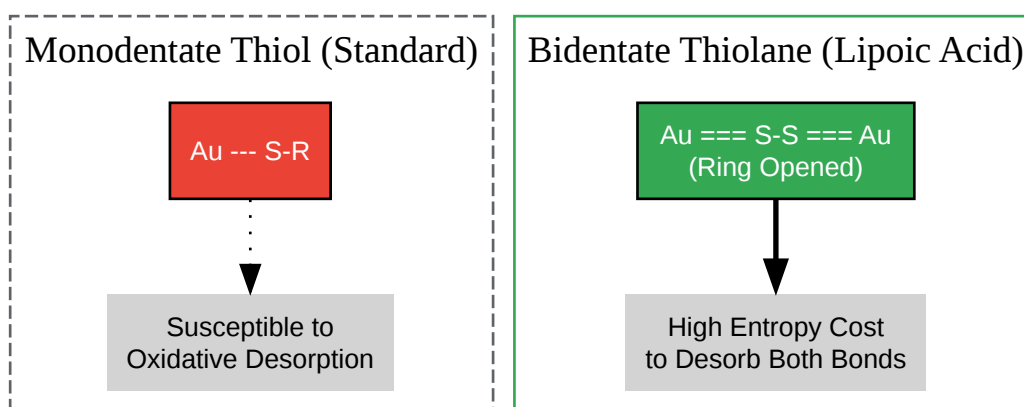 Monodentate Thiol (Standard)
Au --- S-R
Susceptible to
Oxidative Desorption
Bidentate Thiolane (Lipoic Acid)
Au === S-S === Au
(Ring Opened)
High Entropy Cost
to Desorb Both Bonds